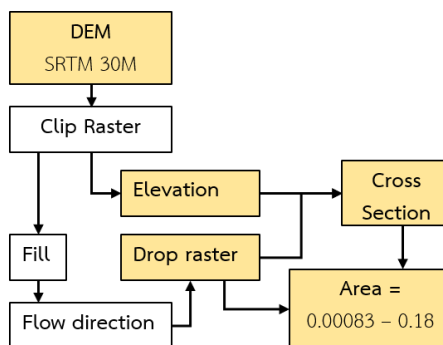 DEM
SRTM 30M
Clip Raster
Elevation
Cross
Section
Fill
Drop raster
Flow direction
Area =
0.00083 – 0.18